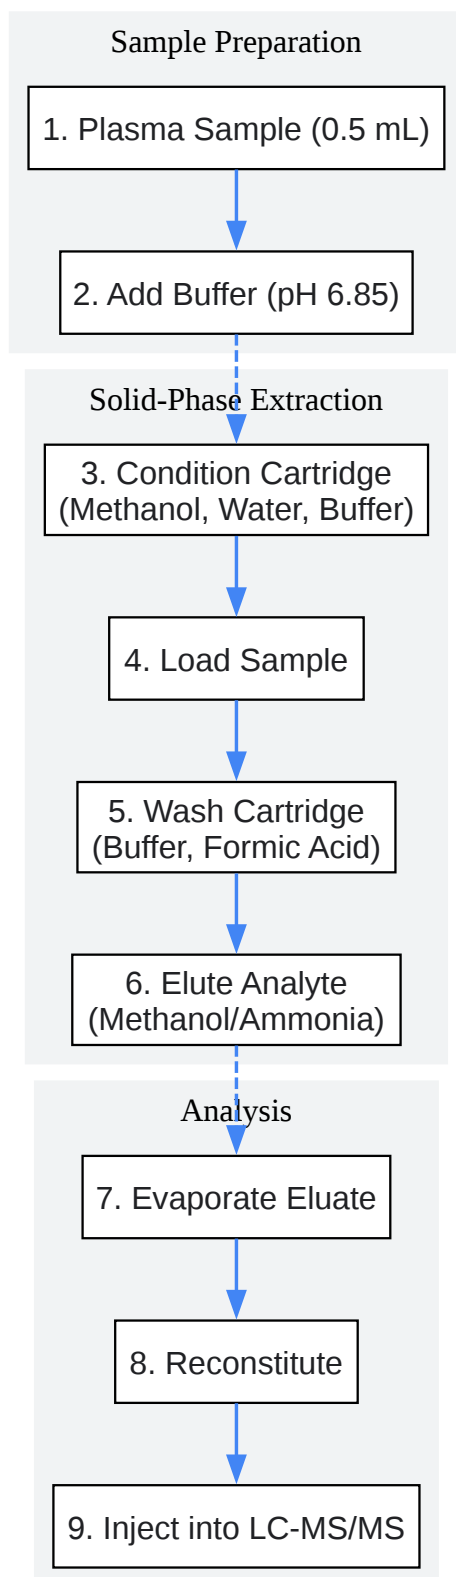 Sample Preparation
1. Plasma Sample (0.5 mL)
2. Add Buffer (pH 6.85)
Solid-Phase Extraction
3. Condition Cartridge
(Methanol, Water, Buffer)
4. Load Sample
5. Wash Cartridge
(Buffer, Formic Acid)
6. Elute Analyte
(Methanol/Ammonia)
Analysis
7. Evaporate Eluate
8. Reconstitute
9. Inject into LC-MS/MS